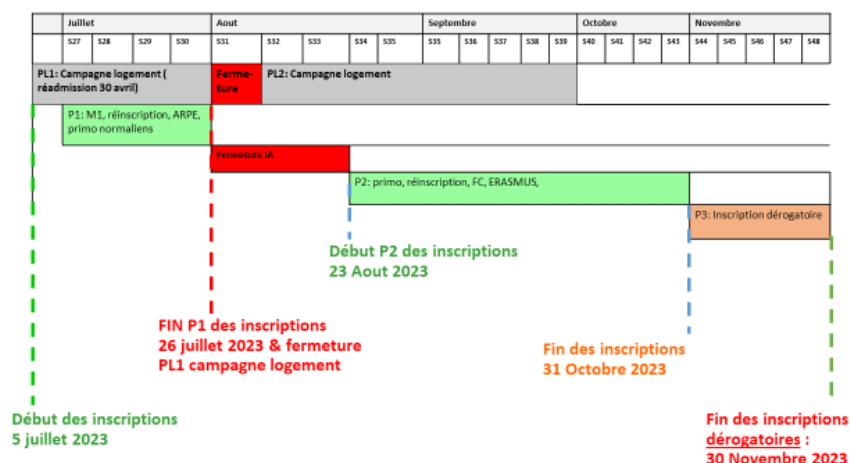 Juillet Aout Septembre Octobre Novembre
S27 S28 S29 S30 S31 S32 S33 S34 S35 S35 S36 S37 S38 S39 S40 S41 S42 S43 S44 S45 S46 S47 S48
PL1: Campagne logement (
réadmission 30 avril)
Ferme-
ture
PL2: Campagne logement
P1: M1, réinscription, ARPE,
primo normaliens
Fermeture IA
P2: primo, réinscription, FC, ERASMUS,
P3: Inscription dérogatoire
Début P2 des inscriptions
23 Aout 2023
FIN P1 des inscriptions
26 juillet 2023 & fermeture
PL1 campagne logement
Fin des inscriptions
31 Octobre 2023
Début des inscriptions
5 juillet 2023
Fin des inscriptions
dérogatoires :
30 Novembre 2023